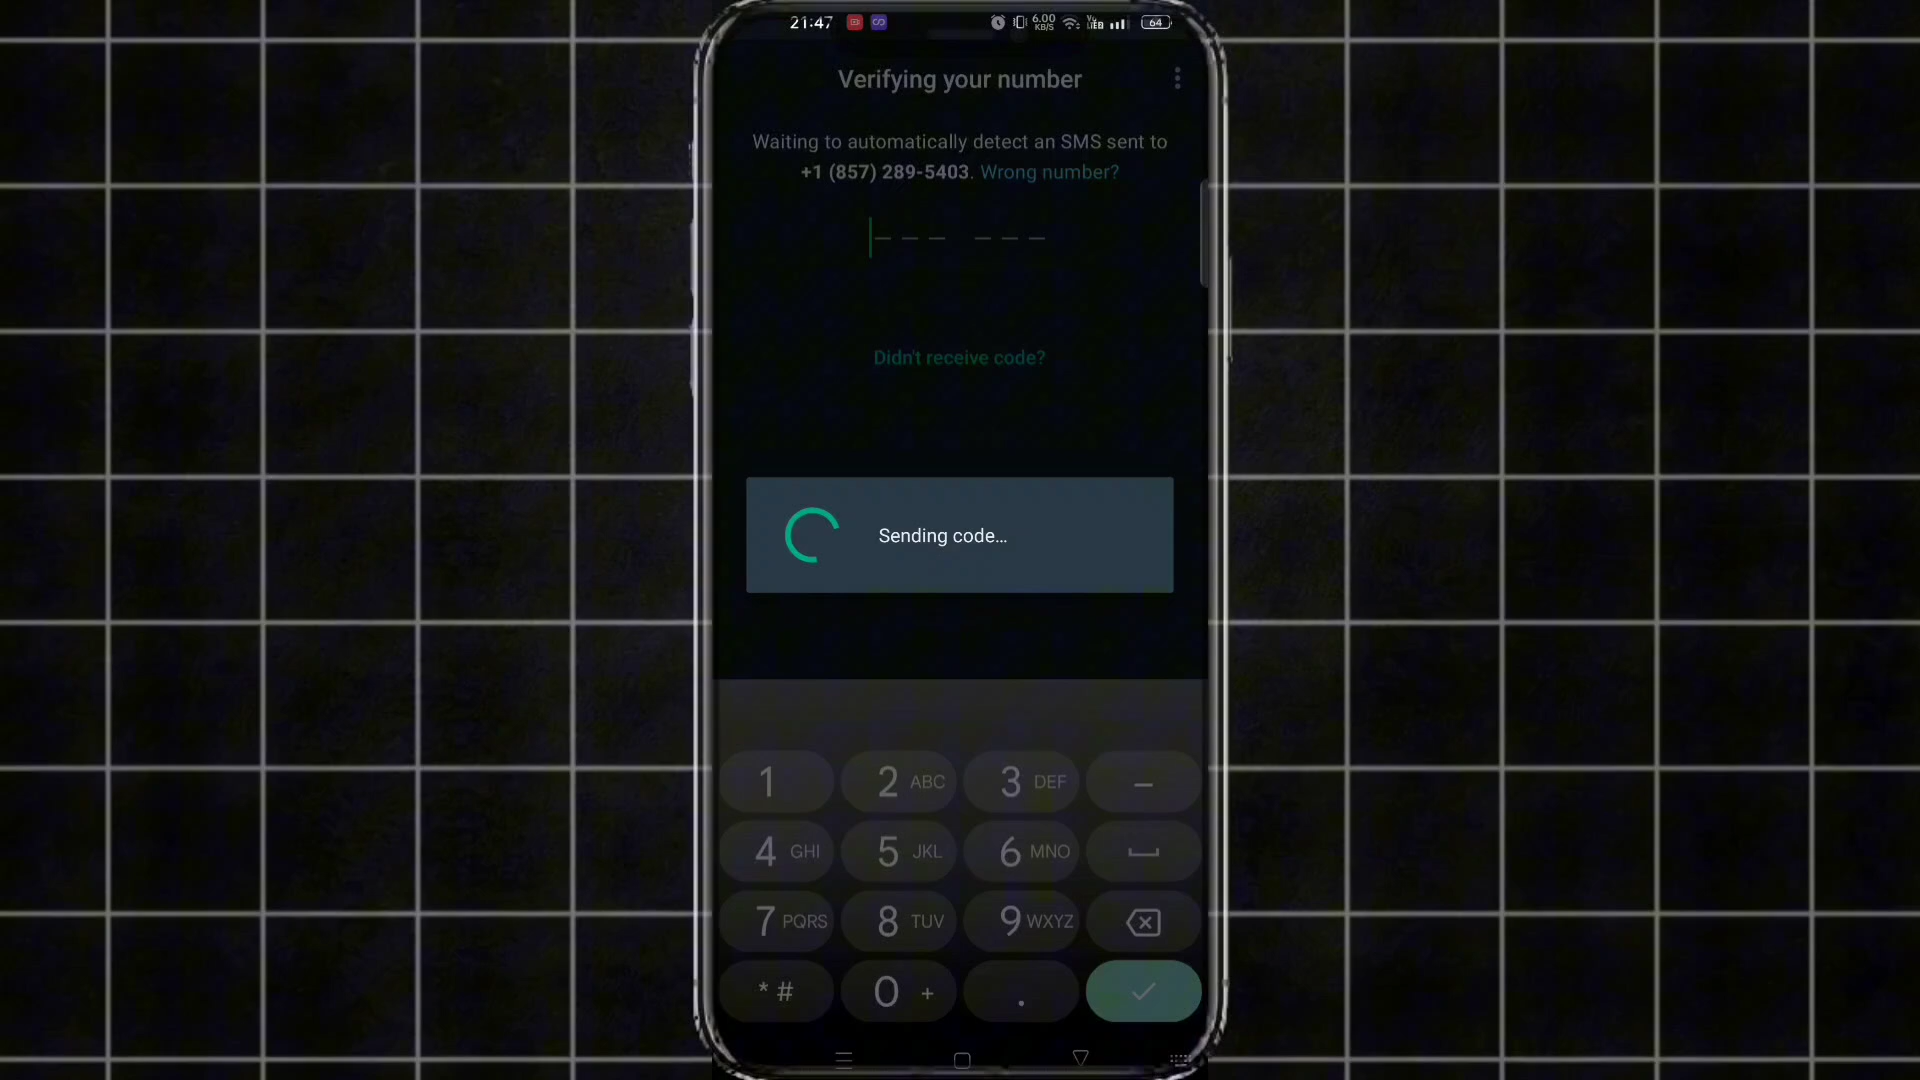 21:47 6.00 KB/S 64
Verifying your number
Waiting to automatically detect an SMS sent to
+1 (857) 289-5403. Wrong number?
Didn't receive code?
Sending code...
1 2 ABC 3 DEF –
4 GHI 5 JKL 6 MNO
7 PQRS 8 TUV 9 WXYZ
* # 0 + .